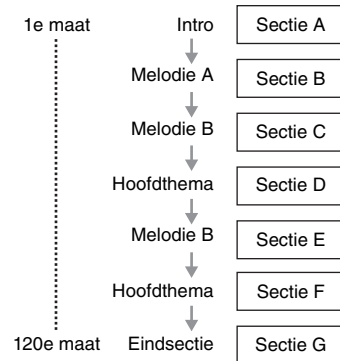 1e maat Intro Sectie A
Melodie A Sectie B
Melodie B Sectie C
Hoofdthema Sectie D
Melodie B Sectie E
Hoofdthema Sectie F
120e maat Eindsectie Sectie G